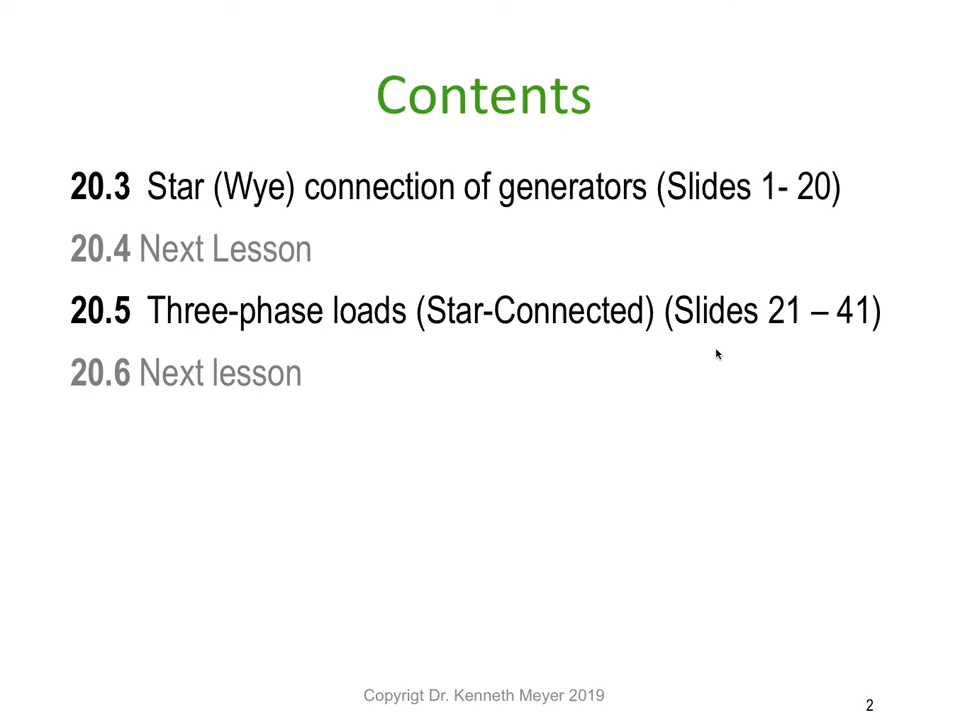 Contents
20.3 Star (Wye) connection of generators (Slides 1- 20)
20.4 Next Lesson
20.5 Three-phase loads (Star-Connected) (Slides 21 – 41)
20.6 Next lesson
Copyrigt Dr. Kenneth Meyer 2019
2